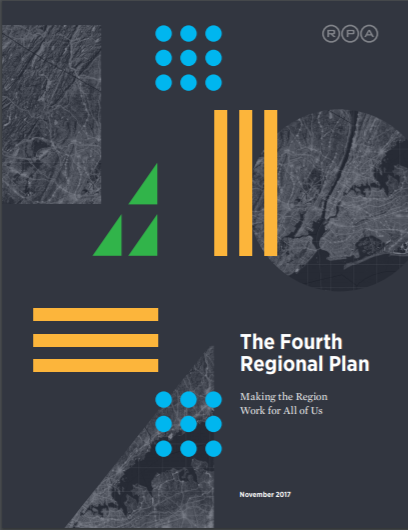 RPA
The Fourth
Regional Plan
Making the Region
Work for All of Us
November 2017